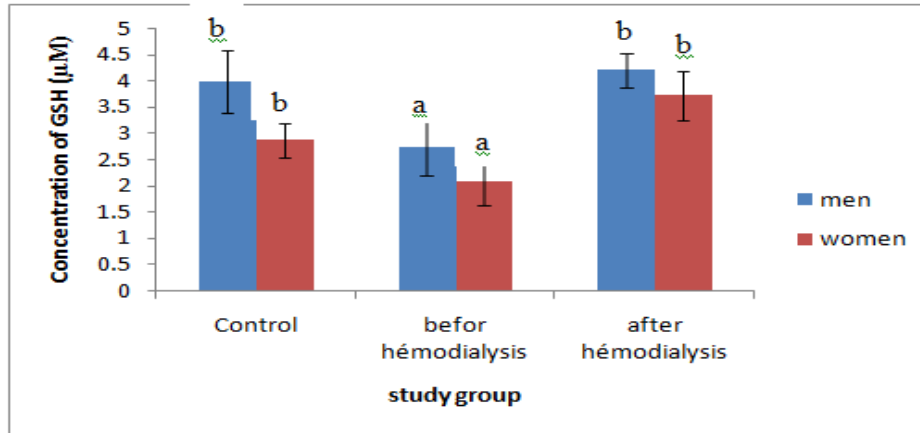 Concentration of GSH (µM)
5
4.5
4
3.5
3
2.5
2
1.5
1
0.5
0
b
b
a
a
b
b
Control
befor
hémodialysis
after
hémodialysis
study group
men
women